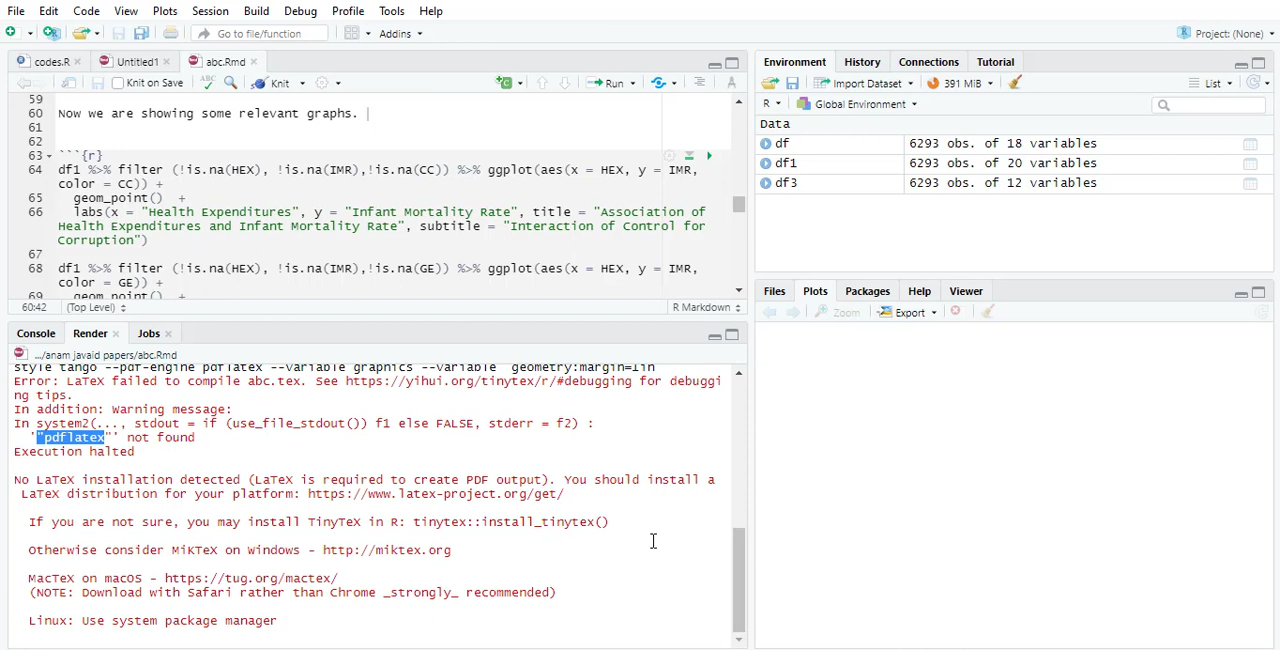 File Edit Code View Plots Session Build Debug Profile Tools Help
Go to file/function Addins Project: (None)
codes.R Untitled1 abc.Rmd
Knit on Save ABC Knit Run
59
60 Now we are showing some relevant graphs.
61
62
63 ```{r}
64 df1 %>% filter (!is.na(HEX), !is.na(IMR),!is.na(CC)) %>% ggplot(aes(x = HEX, y = IMR,
color = CC)) +
65 geom_point() +
66 labs(x = "Health Expenditures", y = "Infant Mortality Rate", title = "Association of
Health Expenditures and Infant Mortality Rate", subtitle = "Interaction of Control for
Corruption")
67
68 df1 %>% filter (!is.na(HEX), !is.na(IMR),!is.na(GE)) %>% ggplot(aes(x = HEX, y = IMR,
color = GE)) +
69 geom_point() +
60:42 (Top Level) R Markdown
Console Render Jobs
.../anam javaid papers/abc.Rmd
style tango --pdf-engine pdflatex --variable graphics --variable "geometry:margin=1in"
Error: LaTeX failed to compile abc.tex. See https://yihui.org/tinytex/r/#debugging for debuggi
ng tips.
In addition: Warning message:
In system2(..., stdout = if (use_file_stdout()) f1 else FALSE, stderr = f2) :
'"pdflatex"' not found
Execution halted
No LaTeX installation detected (LaTeX is required to create PDF output). You should install a
LaTeX distribution for your platform: https://www.latex-project.org/get/
If you are not sure, you may install TinyTeX in R: tinytex::install_tinytex()
Otherwise consider MiKTeX on Windows - http://miktex.org
MacTeX on macOS - https://tug.org/mactex/
(NOTE: Download with Safari rather than Chrome _strongly_ recommended)
Linux: Use system package manager
Environment History Connections Tutorial
Import Dataset 391 MiB List
R Global Environment
Data
df 6293 obs. of 18 variables
df1 6293 obs. of 20 variables
df3 6293 obs. of 12 variables
Files Plots Packages Help Viewer
Zoom Export